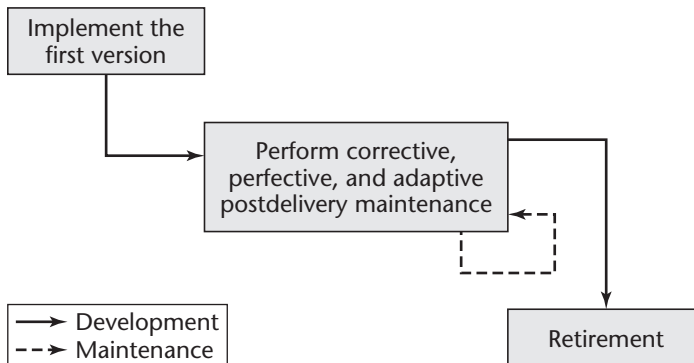 Implement the
first version
Perform corrective,
perfective, and adaptive
postdelivery maintenance
Development
Maintenance
Retirement